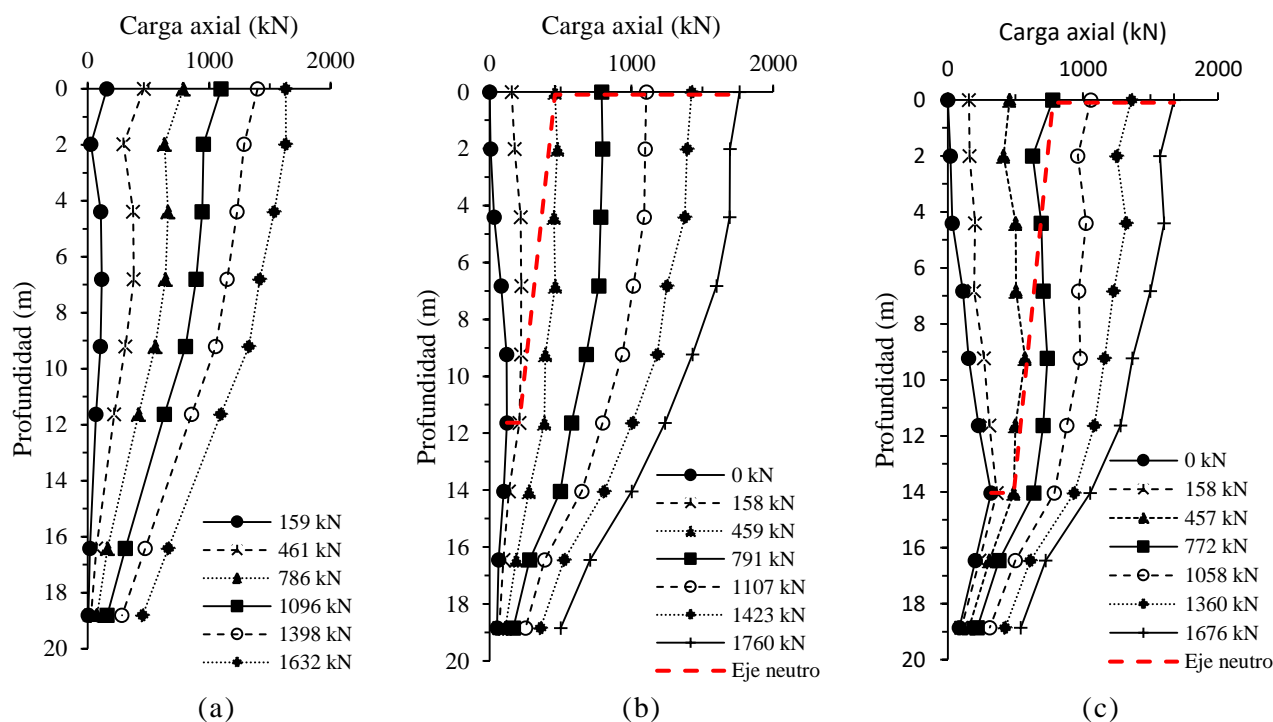 Carga axial (kN)
0 1000 2000
Profundidad (m)
0
2
4
6
8
10
12
14
16
18
20
159 kN
461 kN
786 kN
1096 kN
1398 kN
1632 kN
(a)
Carga axial (kN)
0 1000 2000
Profundidad (m)
0
2
4
6
8
10
12
14
16
18
20
0 kN
158 kN
459 kN
791 kN
1107 kN
1423 kN
1760 kN
Eje neutro
(b)
Carga axial (kN)
0 1000 2000
Profundidad (m)
0
2
4
6
8
10
12
14
16
18
20
0 kN
158 kN
457 kN
772 kN
1058 kN
1360 kN
1676 kN
Eje neutro
(c)